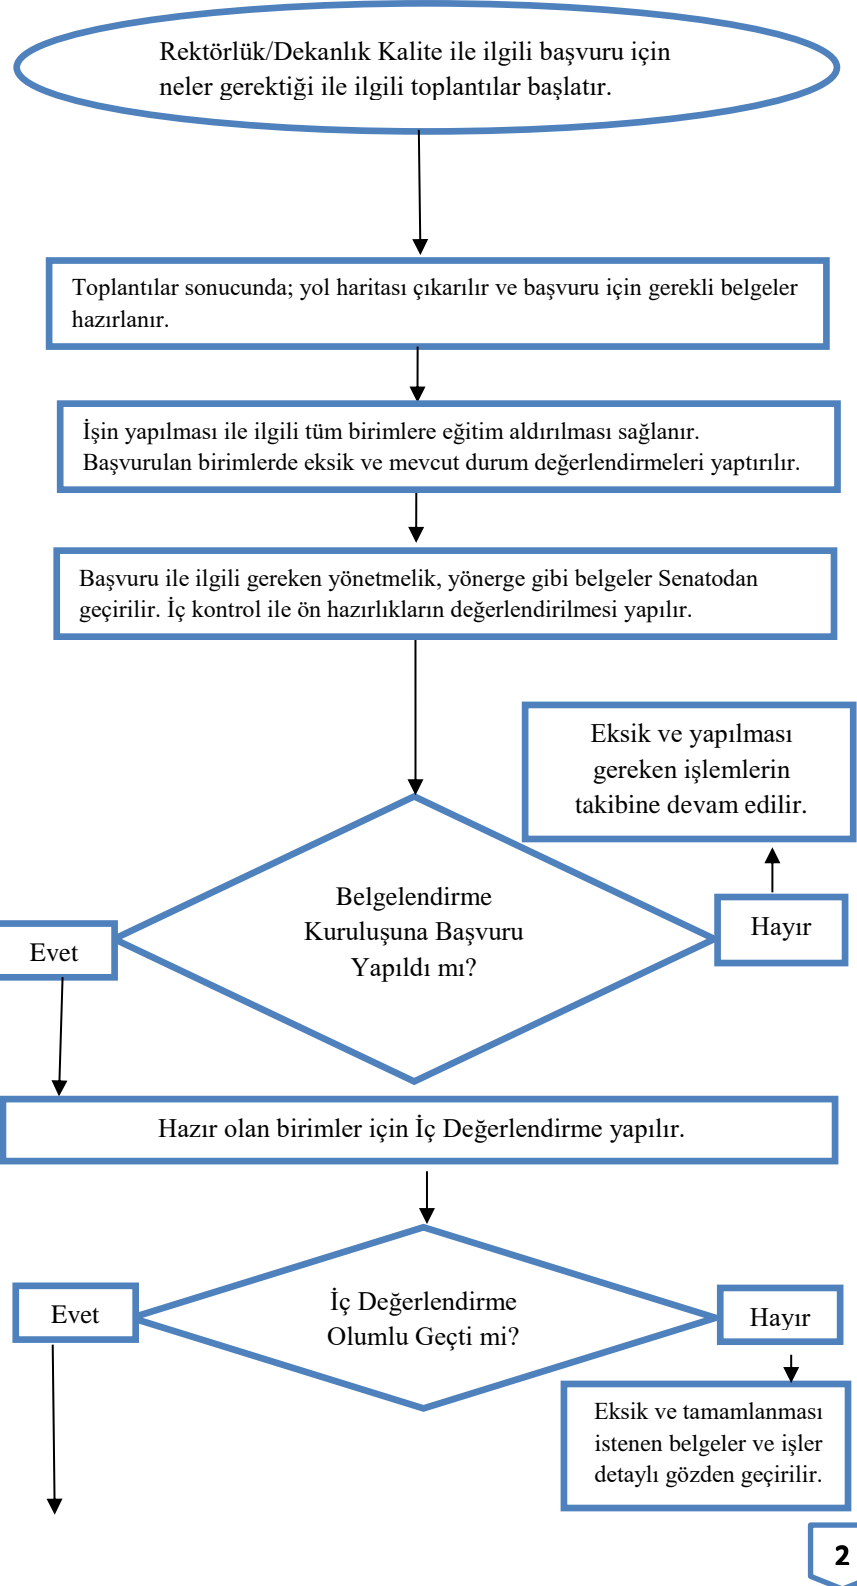 Rektörlük/Dekanlık Kalite ile ilgili başvuru için
neler gerektiği ile ilgili toplantılar başlatır.
Toplantılar sonucunda; yol haritası çıkarılır ve başvuru için gerekli belgeler
hazırlanır.
İşin yapılması ile ilgili tüm birimlere eğitim aldırılması sağlanır.
Başvurulan birimlerde eksik ve mevcut durum değerlendirmeleri yaptırılır.
Başvuru ile ilgili gereken yönetmelik, yönerge gibi belgeler Senatodan
geçirilir. İç kontrol ile ön hazırlıkların değerlendirilmesi yapılır.
Eksik ve yapılması
gereken işlemlerin
takibine devam edilir.
Belgelendirme
Kuruluşuna Başvuru
Yapıldı mı?
Evet
Hayır
Hazır olan birimler için İç Değerlendirme yapılır.
İç Değerlendirme
Olumlu Geçti mi?
Evet
Hayır
Eksik ve tamamlanması
istenen belgeler ve işler
detaylı gözden geçirilir.
2